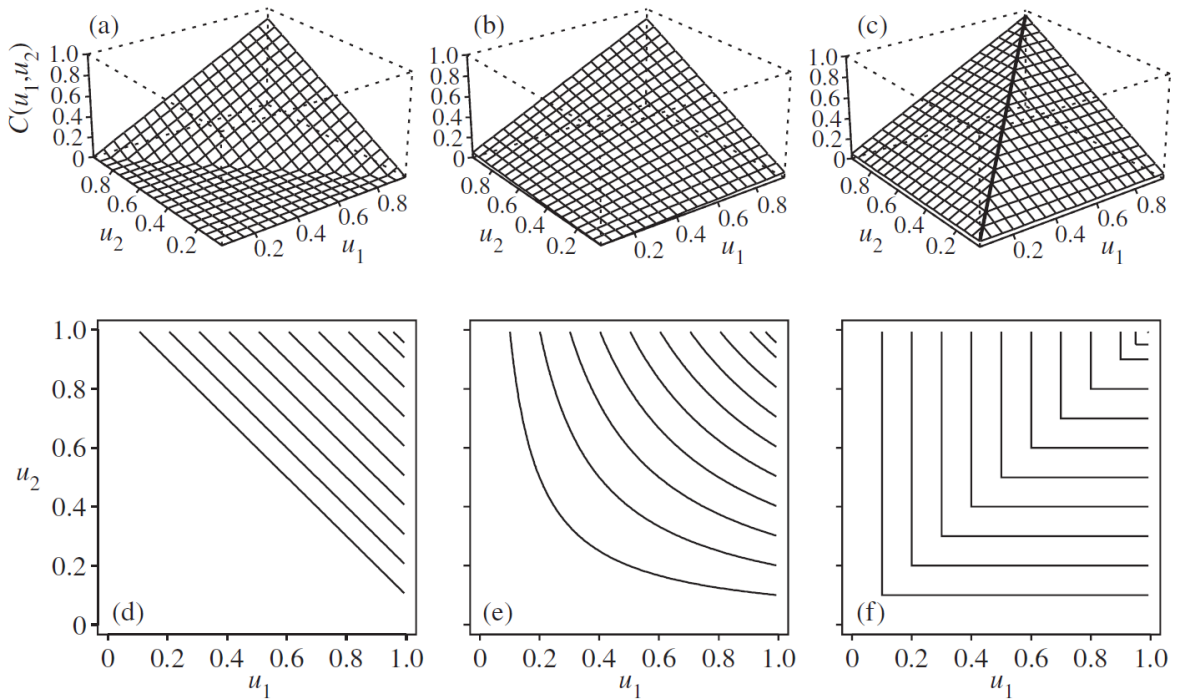 (a) (b) (c)
C(u1,u2)
1.0 1.0 1.0
0.8 0.8 0.8
0.6 0.6 0.6
0.4 0.4 0.4
0.2 0.2 0.2
0 0 0
0.8 0.8 0.8 0.8 0.8 0.8
0.6 0.6 0.6 0.6 0.6 0.6
0.4 0.4 0.4 0.4 0.4 0.4
0.2 0.2 0.2 0.2 0.2 0.2
u2 u1 u2 u1 u2 u1
1.0
0.8
0.6
u2
0.4
0.2
0
(d) (e) (f)
0 0.2 0.4 0.6 0.8 1.0 0 0.2 0.4 0.6 0.8 1.0 0 0.2 0.4 0.6 0.8 1.0
u1 u1 u1